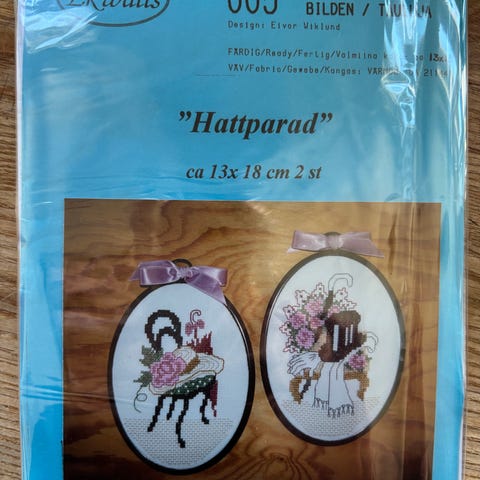 Ekwalls
BILDEN /
Design: Eivor Wiklund
FÄRDIG/Ready/Fertig/Valmiina
VÄV/Fabric/Gewebe/Kangas:
"Hattparad"
ca 13x 18 cm 2 st